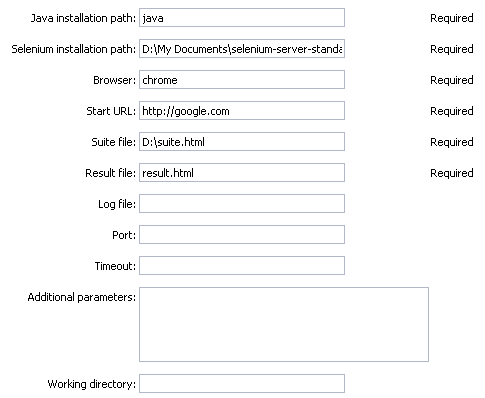 Java installation path: java Required
Selenium installation path: D:\My Documents\selenium-server-standa Required
Browser: chrome Required
Start URL: http://google.com Required
Suite file: D:\suite.html Required
Result file: result.html Required
Log file:
Port:
Timeout:
Additional parameters:
Working directory: